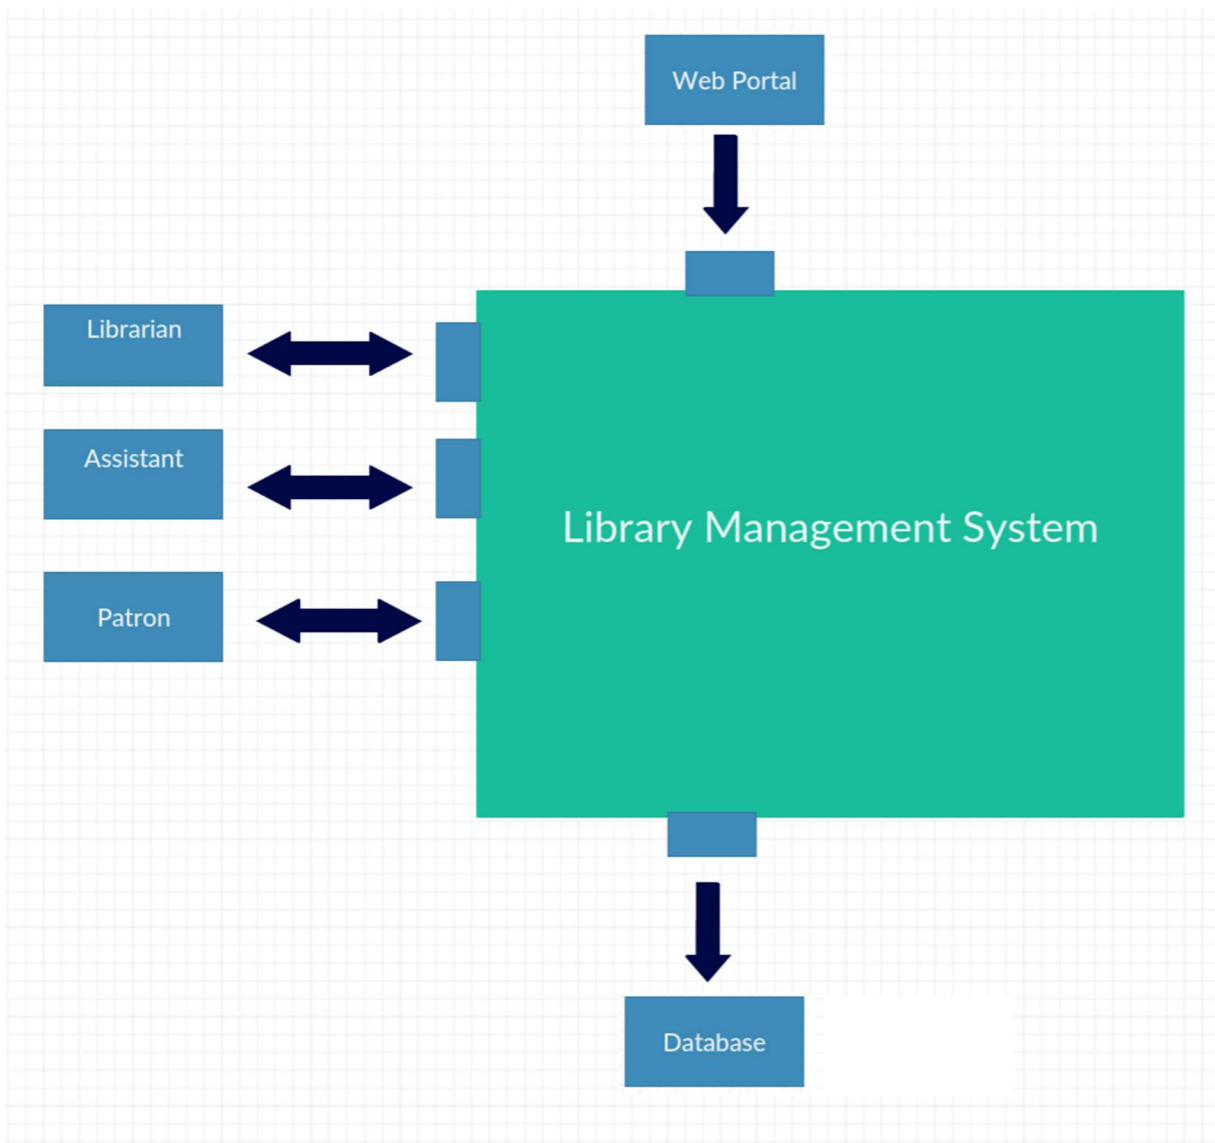 Web Portal
Librarian
Assistant
Library Management System
Patron
Database